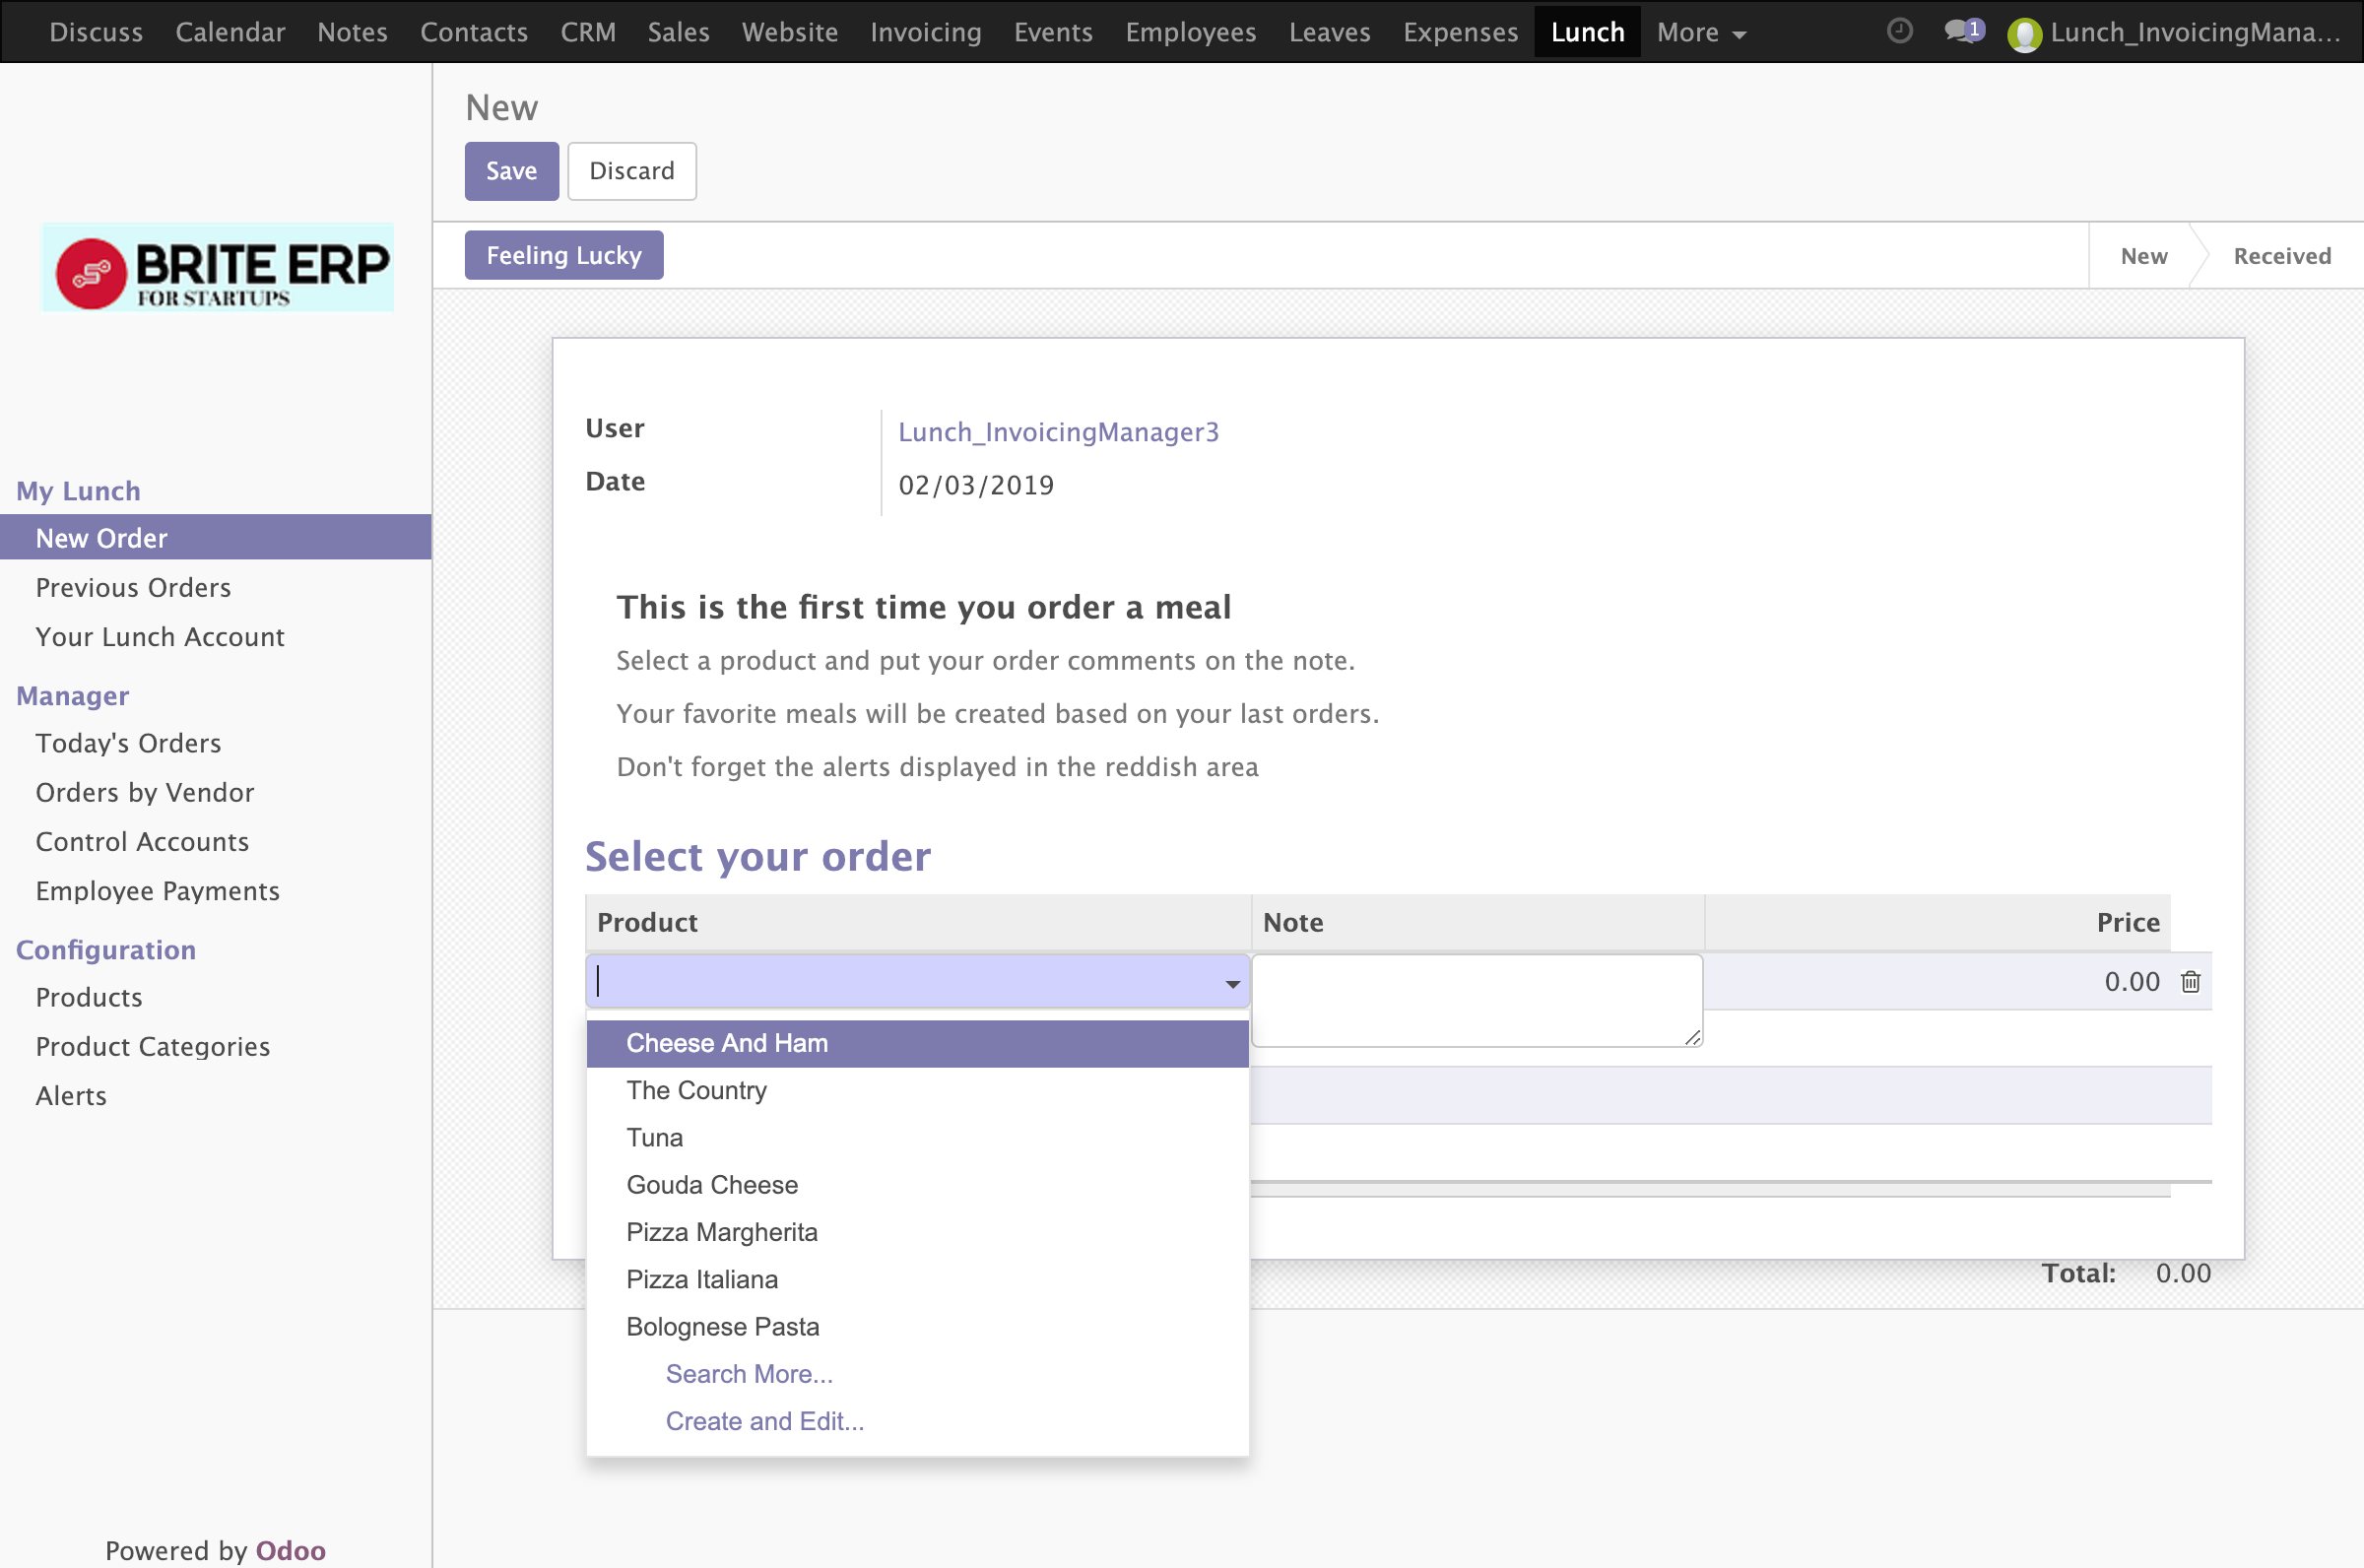 Discuss Calendar Notes Contacts CRM Sales Website Invoicing Events Employees Leaves Expenses Lunch More 1 Lunch_InvoicingMana...
New
Save Discard
Feeling Lucky New Received
BRITE ERP
FOR STARTUPS
My Lunch
New Order
Previous Orders
Your Lunch Account
Manager
Today's Orders
Orders by Vendor
Control Accounts
Employee Payments
Configuration
Products
Product Categories
Alerts
Powered by Odoo
User Lunch_InvoicingManager3
Date 02/03/2019
This is the first time you order a meal
Select a product and put your order comments on the note.
Your favorite meals will be created based on your last orders.
Don't forget the alerts displayed in the reddish area
Select your order
Product Note Price
0.00
Cheese And Ham
The Country
Tuna
Gouda Cheese
Pizza Margherita
Pizza Italiana
Bolognese Pasta
Search More...
Create and Edit...
Total: 0.00